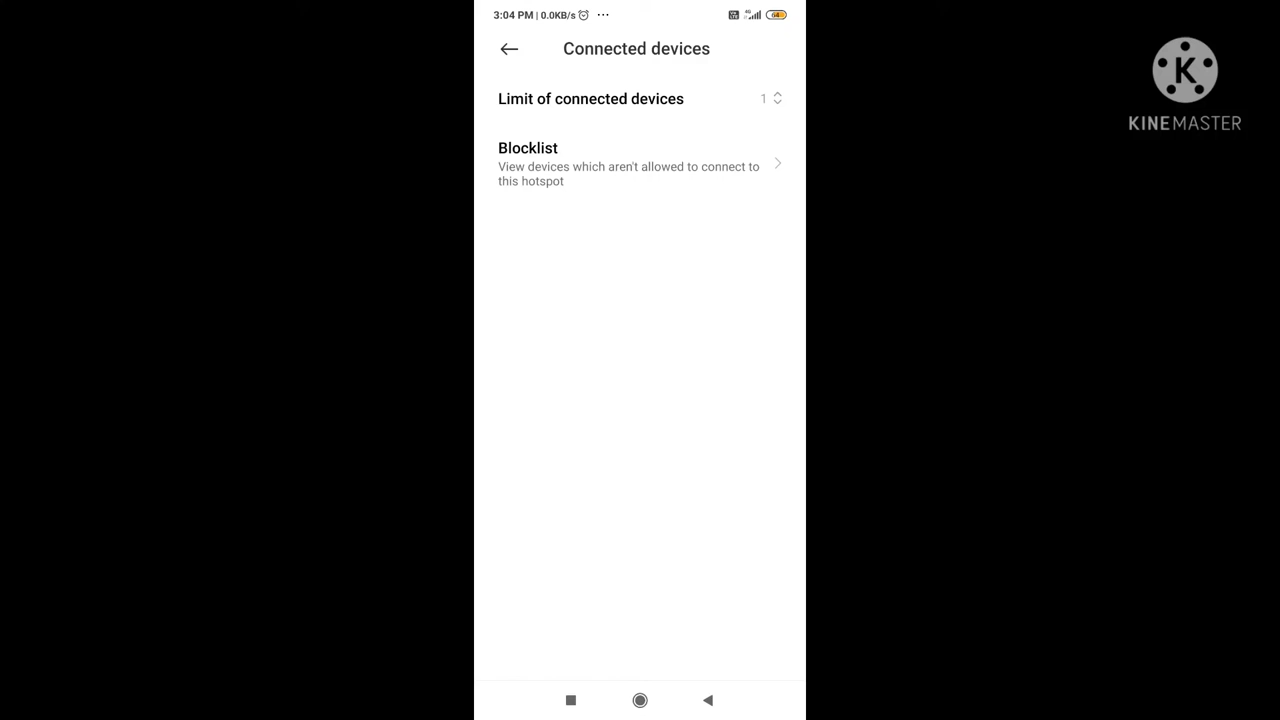 3:04 PM | 0.0KB/s ...
64
Connected devices
Limit of connected devices 1
Blocklist
View devices which aren't allowed to connect to
this hotspot
K
KINEMASTER